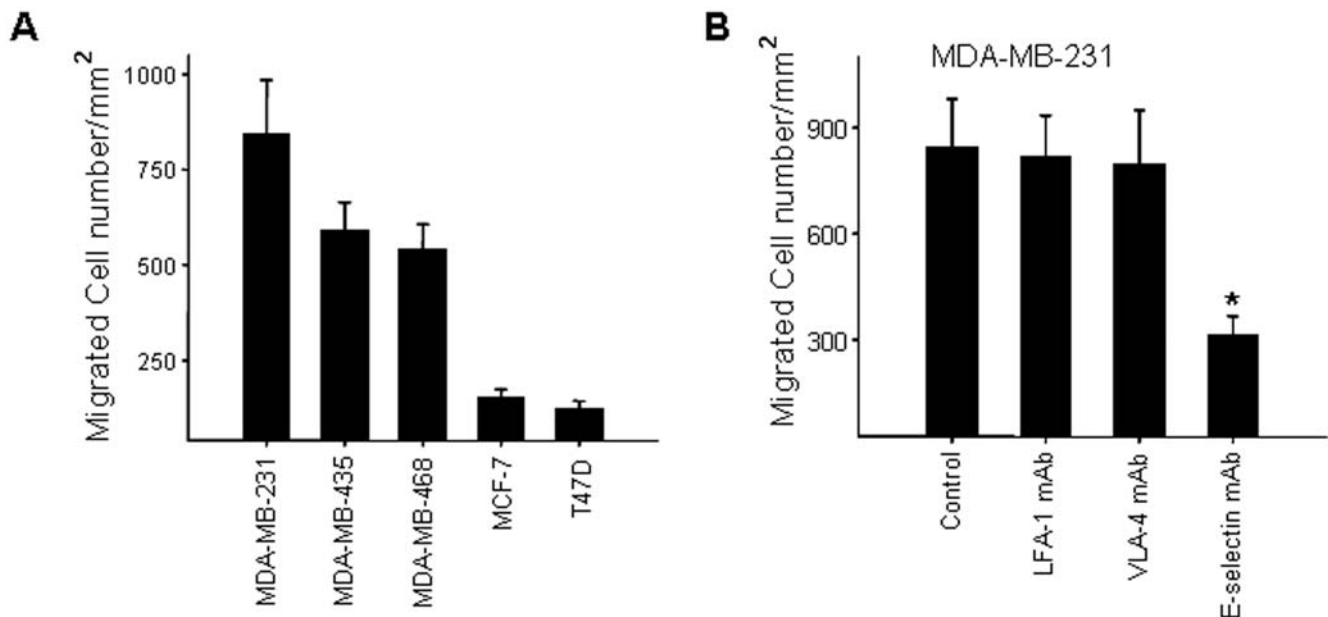 A
Migrated Cell number/mm²
1000
750
500
250
MDA-MB-231
MDA-MB-435
MDA-MB-468
MCF-7
T47D
B
MDA-MB-231
Migrated Cell number/mm²
900
600
300
*
Control
LFA-1 mAb
VLA-4 mAb
E-selectin mAb